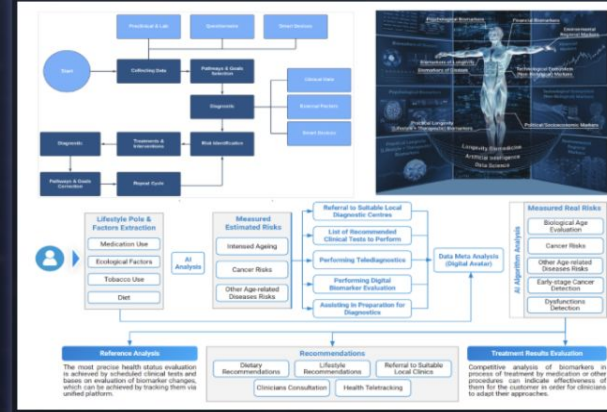 Preclinical & Lab
Questionnaire
Smart Devices
Start
Collecting Data
Pathways & Goals
Selection
Diagnostic
Clinical Data
External Factors
Smart Devices
Diagnostic
Treatments &
Interventions
Risk Identification
Pathways & Goals
Correction
Repeat Cycle
Psychological Biomarkers
Financial Biomarkers
Environmental
Regional Markers
Biomarkers of Longevity
Biomarkers of Disease
Technological Ecosystem
(Non-Biological) Markers
Practical Longevity
(Lifestyle + Therapeutic) Biomarkers
Political/Socioeconomic Markers
Longevity Biomedicine
Artificial Intelligence
Data Science
Lifestyle Pole &
Factors Extraction
Medication Use
Ecological Factors
Tobacco Use
Diet
AI
Analysis
Measured
Estimated Risks
Intensed Ageing
Cancer Risks
Other Age-related
Diseases Risks
Referral to Suitable Local
Diagnostic Centres
List of Recommended
Clinical Tests to Perform
Performing Telediagnostics
Performing Digital
Biomarker Evaluation
Assisting in Preparation for
Diagnostics
Data Meta Analysis
(Digital Avatar)
AI Algorithm Analysis
Measured Real Risks
Biological Age
Evaluation
Cancer Risks
Other Age-related
Diseases Risks
Early-stage Cancer
Detection
Dysfunctions
Detection
Reference Analysis
The most precise health status evaluation
is achieved by scheduled clinical tests and
bases on evaluation of biomarker changes,
which can be achieved by tracking them via
unified platform.
Recommendations
Dietary
Recommendations
Lifestyle
Recommendations
Referral to Suitable
Local Clinics
Clinicians Consultation
Health Teletracking
Treatment Results Evaluation
Competitive analysis of biomarkers in
process of treatment by medication or other
procedures can indicate effectiveness of
them for the customer in order for clinicians
to adapt their approaches.